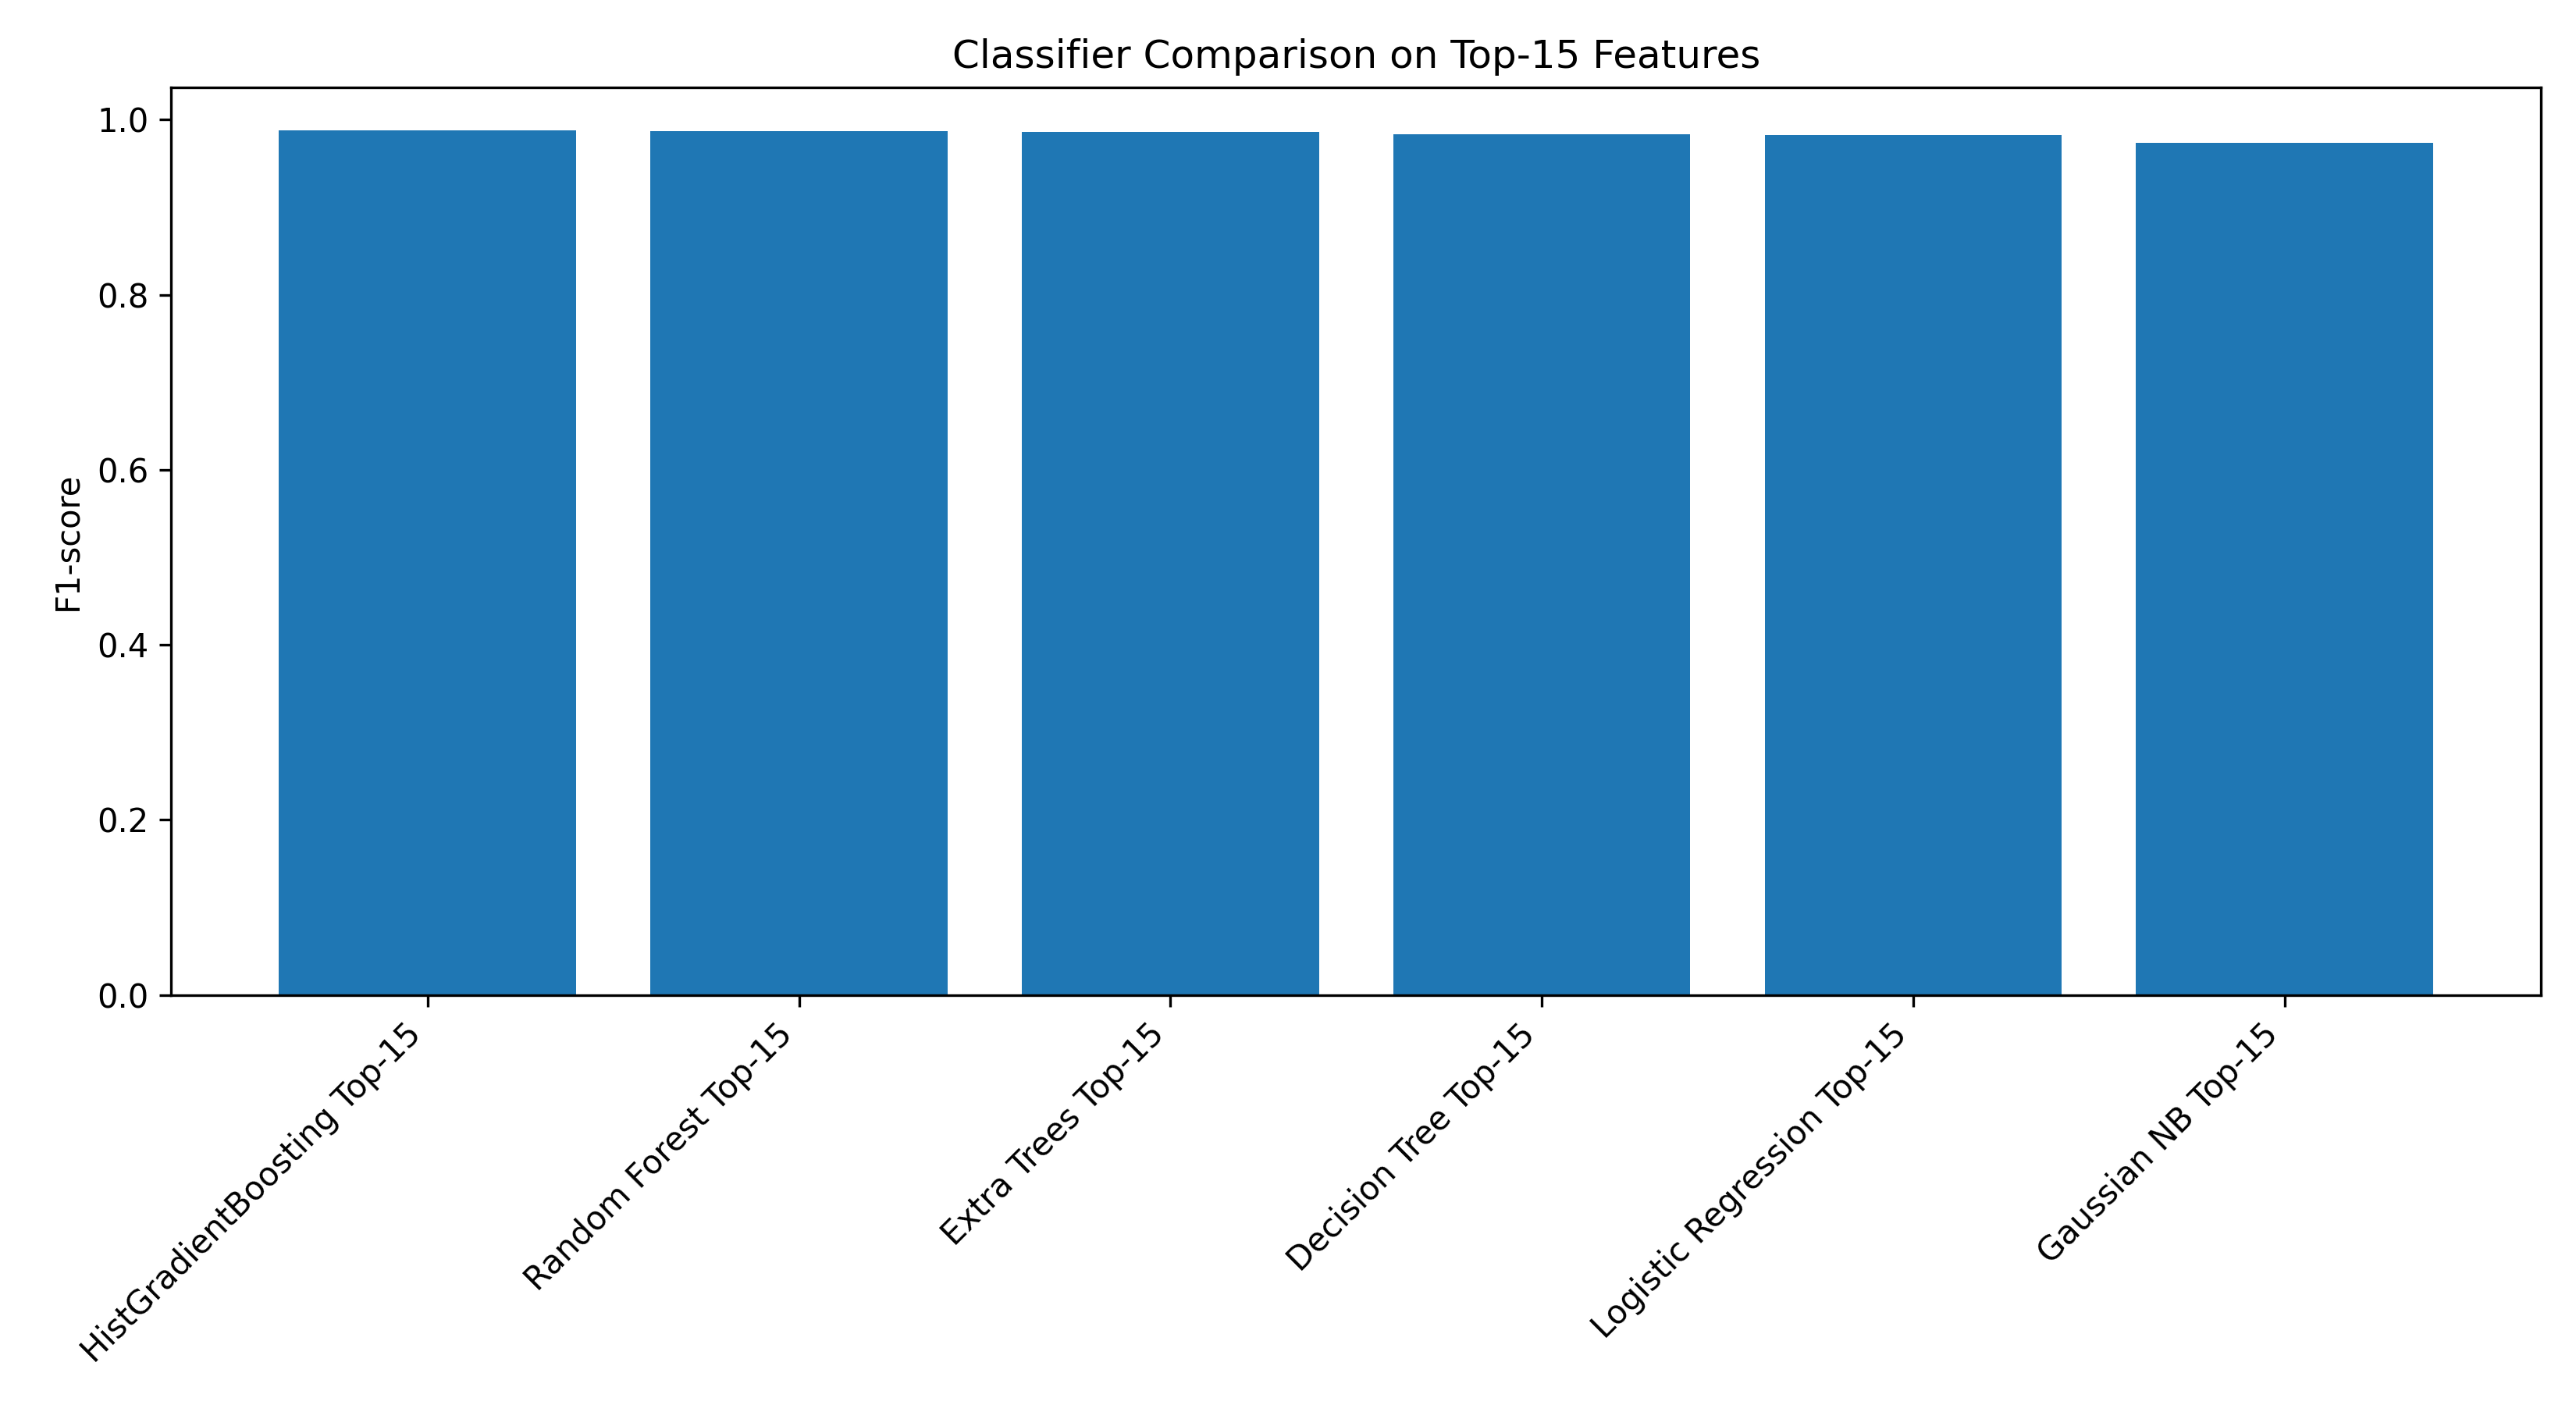 Classifier Comparison on Top-15 Features
F1-score
1.0
0.8
0.6
0.4
0.2
0.0
HistGradientBoosting Top-15
Random Forest Top-15
Extra Trees Top-15
Decision Tree Top-15
Logistic Regression Top-15
Gaussian NB Top-15